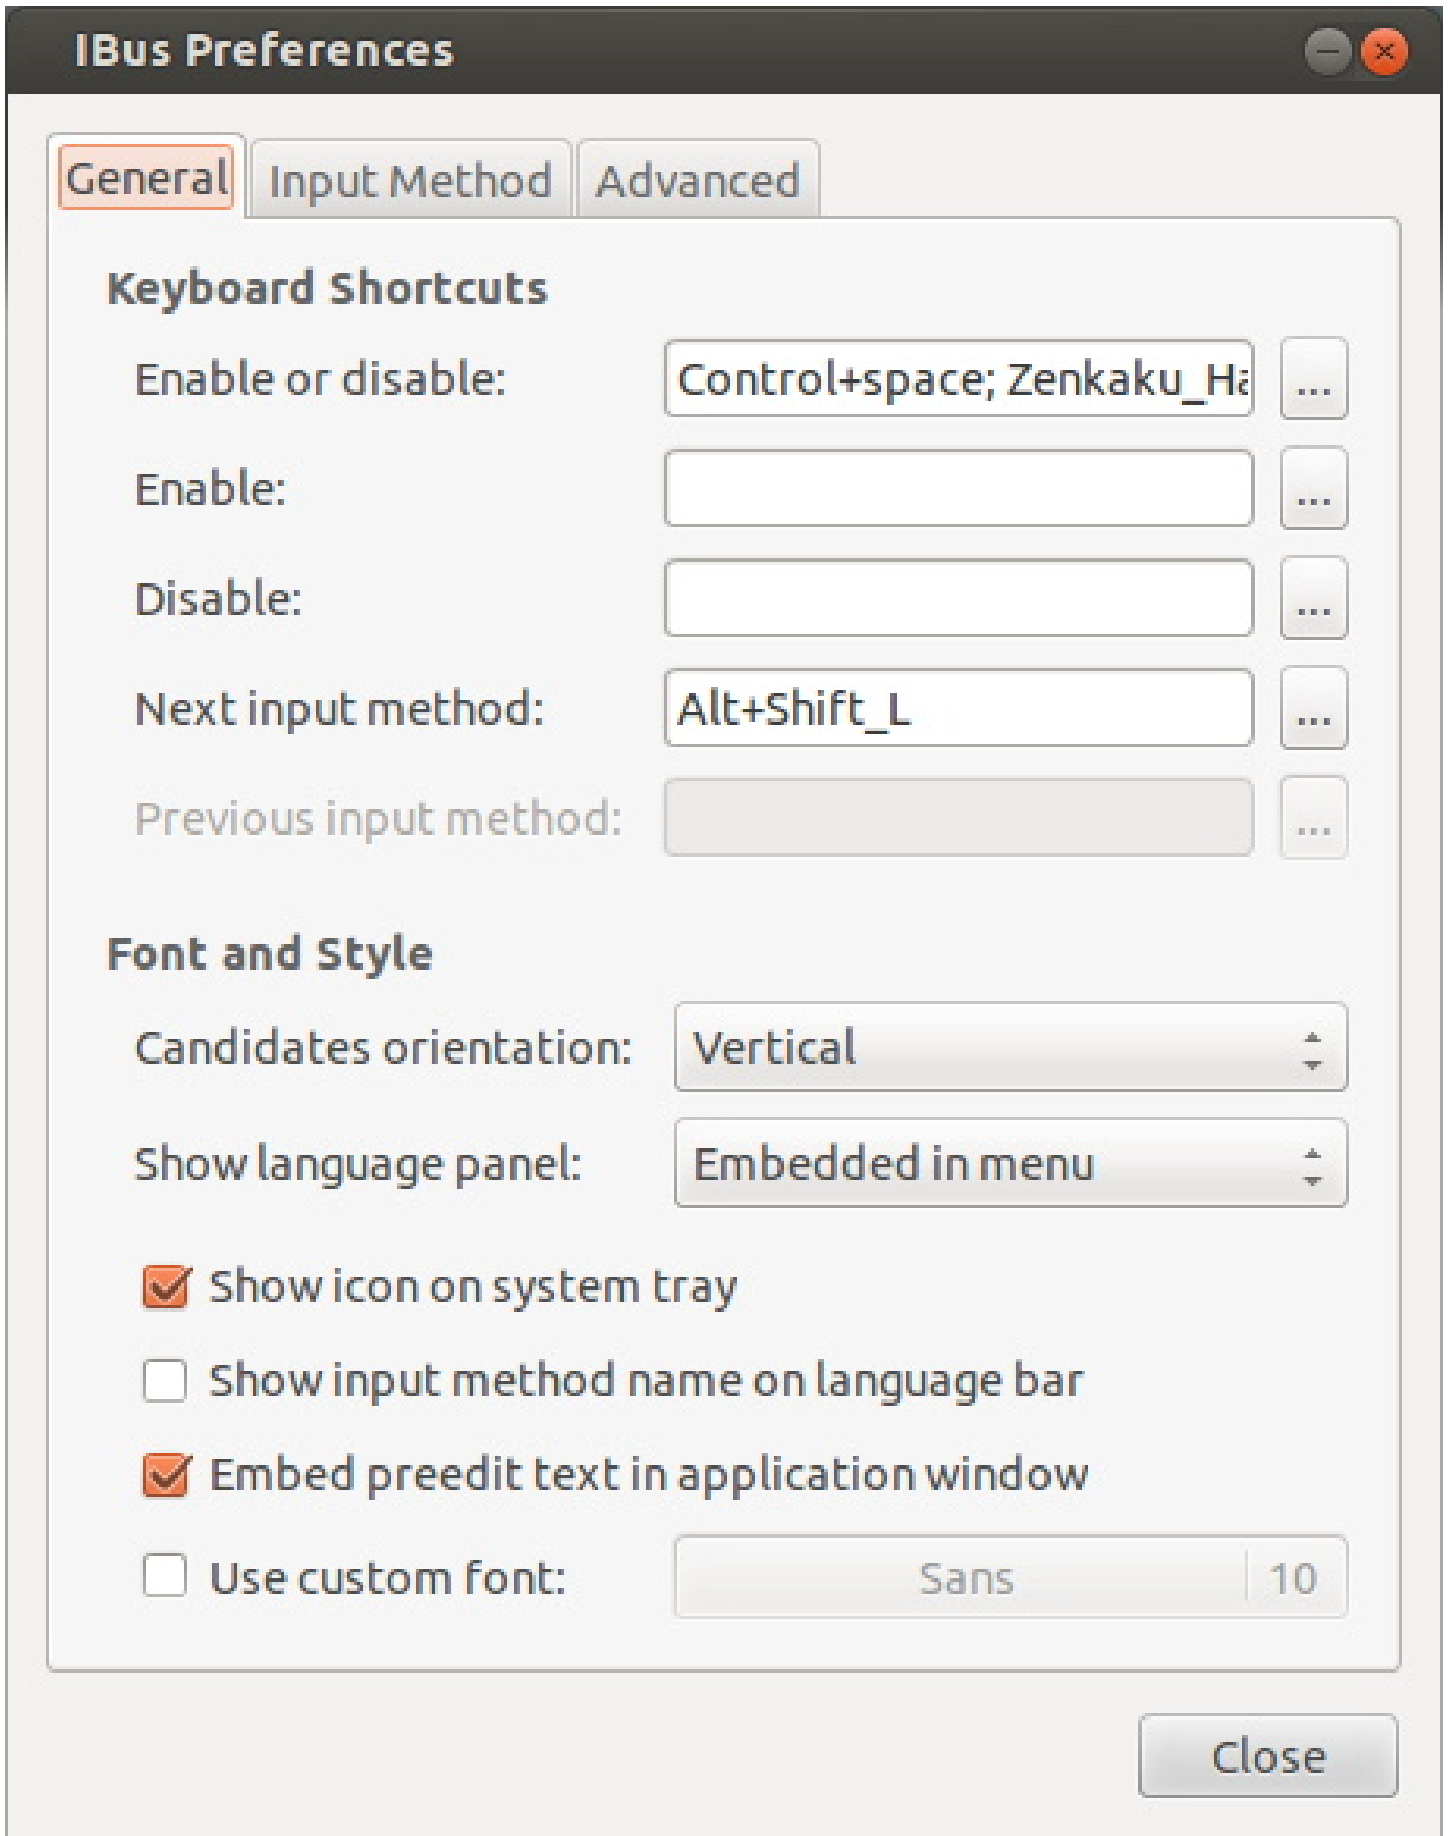 IBus Preferences
General Input Method Advanced
Keyboard Shortcuts
Enable or disable: Control+space; Zenkaku_Ha ...
Enable: ...
Disable: ...
Next input method: Alt+Shift_L ...
Previous input method: ...
Font and Style
Candidates orientation: Vertical
Show language panel: Embedded in menu
Show icon on system tray
Show input method name on language bar
Embed preedit text in application window
Use custom font: Sans 10
Close